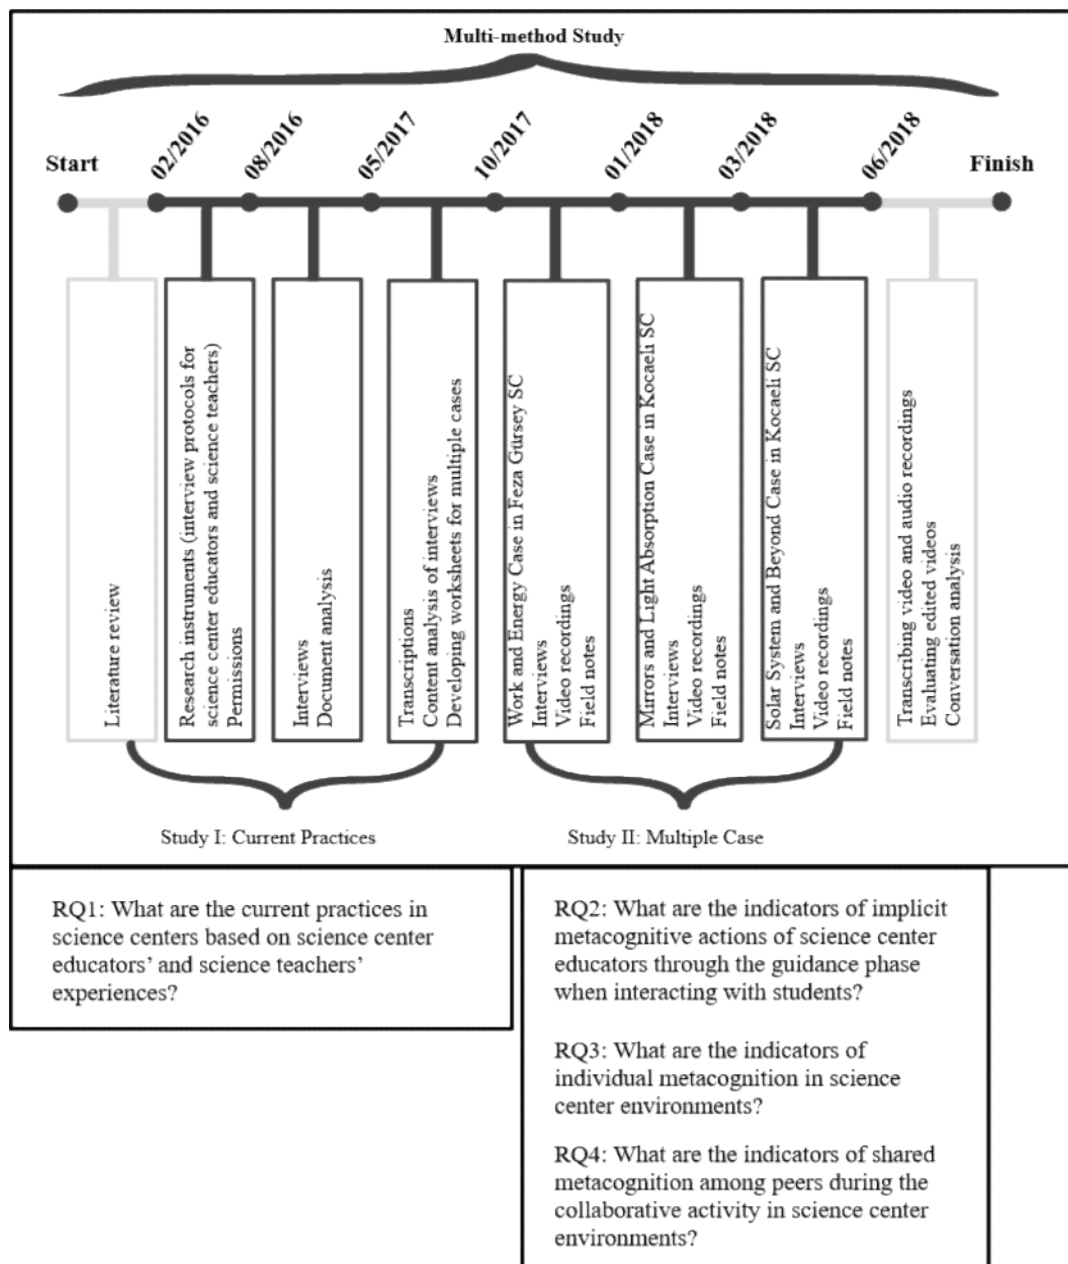 Multi-method Study
Start
02/2016
08/2016
05/2017
10/2017
01/2018
03/2018
06/2018
Finish
Literature review
Research instruments (interview protocols for
science center educators and science teachers)
Permissions
Interviews
Document analysis
Transcriptions
Content analysis of interviews
Developing worksheets for multiple cases
Work and Energy Case in Feza Gürsey SC
Interviews
Video recordings
Field notes
Mirrors and Light Absorption Case in Kocaeli SC
Interviews
Video recordings
Field notes
Solar System and Beyond Case in Kocaeli SC
Interviews
Video recordings
Field notes
Transcribing video and audio recordings
Evaluating edited videos
Conversation analysis
Study I: Current Practices
Study II: Multiple Case
RQ1: What are the current practices in
science centers based on science center
educators’ and science teachers’
experiences?
RQ2: What are the indicators of implicit
metacognitive actions of science center
educators through the guidance phase
when interacting with students?
RQ3: What are the indicators of
individual metacognition in science
center environments?
RQ4: What are the indicators of shared
metacognition among peers during the
collaborative activity in science center
environments?